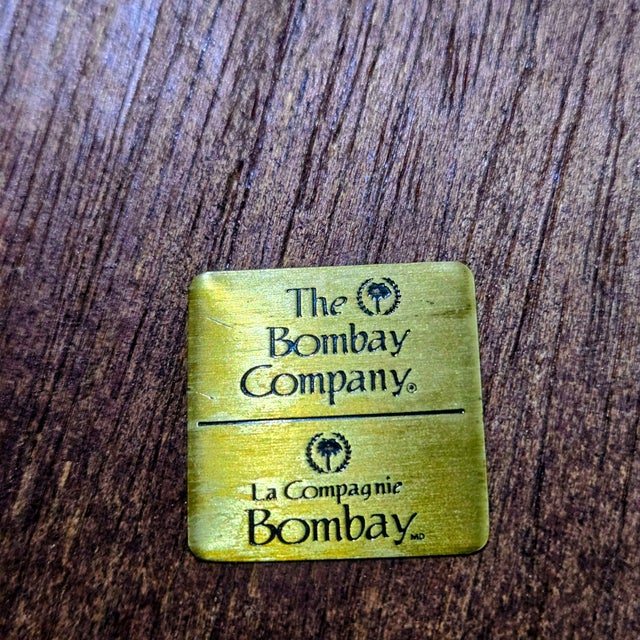 The
Bombay
Company®
La Compagnie
Bombay MD